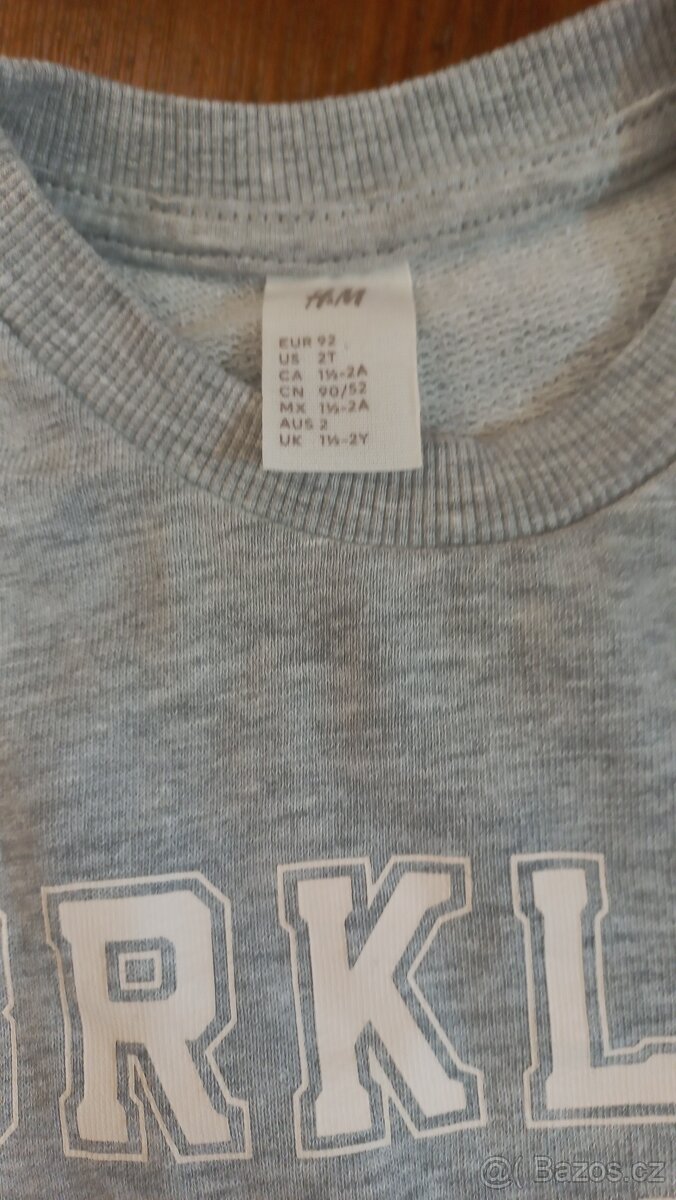 H&M
EUR 92
US 2T
CA 1½-2A
CN 90/52
MX 1½-2A
AUS 2
UK 1½-2Y
RKL
@ Bazos.cz